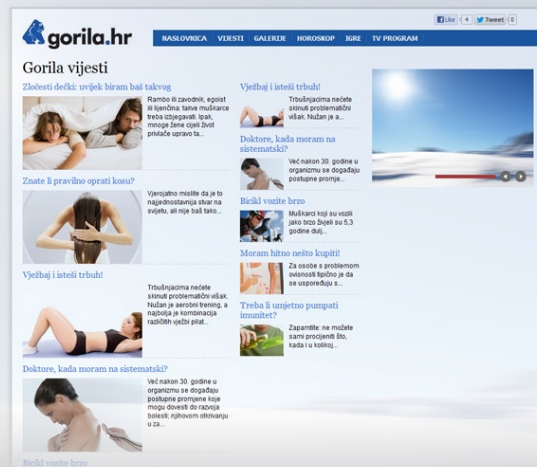 Like 4 Tweet 0
gorila.hr
NASLOVNICA VIJESTI GALERIJE HOROSKOP IGRE TV PROGRAM
Gorila vijesti
Zločesti dečki: uvijek biram baš takvog
Rambo ili zavodnik, egoist
ili ljenčina: takve muškarce
treba izbjegavati. Ipak,
mnoge žene cijeli život
privlače upravo ta...
Znate li pravilno oprati kosu?
Vjerojatno mislite da je to
najjednostavnija stvar na
svijetu, ali nije baš tako...
Vježbaj i isteši trbuh!
Trbušnjacima nećete
skinuti problematični višak.
Nužan je aerobni trening, a
najbolja je kombinacija
različitih vježbi pilat...
Doktore, kada moram na sistematski?
Već nakon 30. godine u
organizmu se događaju
postupne promjene koje
mogu dovesti do razvoja
bolesti; njihovom otkrivanju
u za...
Bicikl vozite brzo
Vježbaj i isteši trbuh!
Trbušnjacima nećete
skinuti problematični
višak. Nužan je a...
Doktore, kada moram na
sistematski?
Već nakon 30. godine u
organizmu se događaju
postupne promje...
Bicikl vozite brzo
Muškarci koji su vozili
jako brzo živjeli su 5,3
godine dulj...
Moram hitno nešto kupiti!
Za osobe s problemom
ovisnosti tipično je da
se uspoređuju s...
Treba li umjetno pumpati
imunitet?
Zapamtite: ne možete
sami procijeniti što,
kada i u kolikoj...